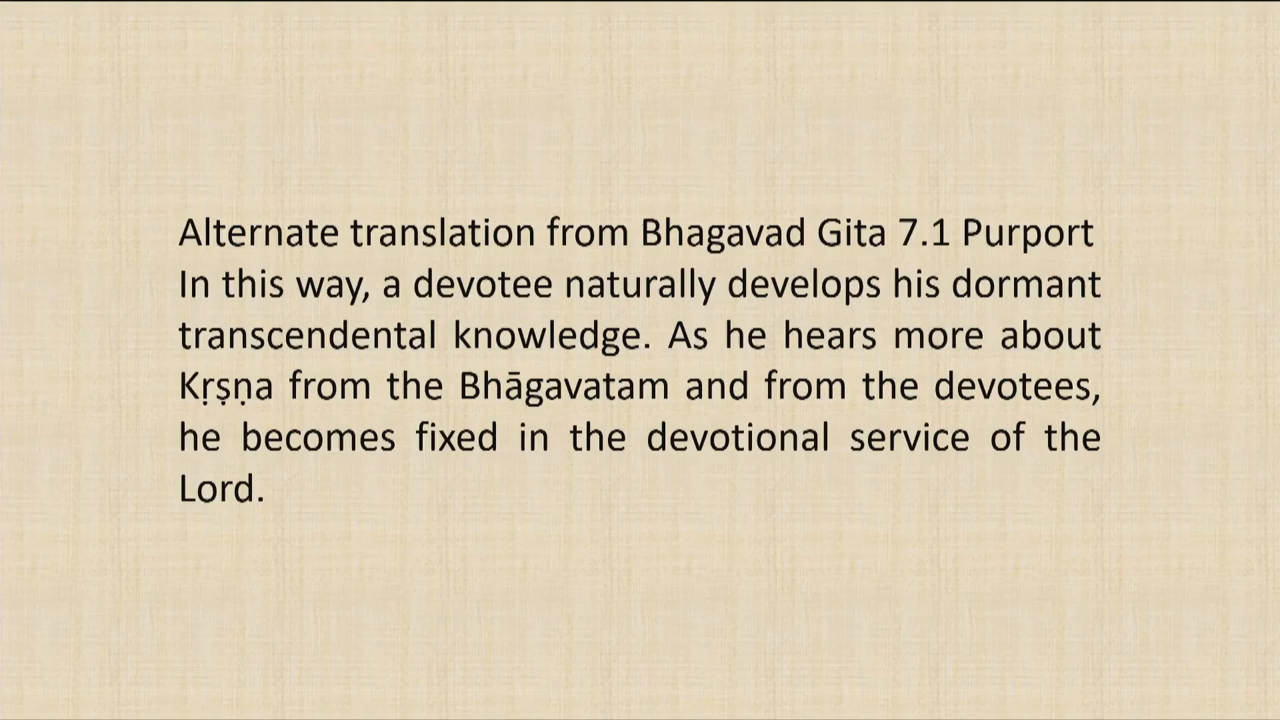 Alternate translation from Bhagavad Gita 7.1 Purport
In this way, a devotee naturally develops his dormant
transcendental knowledge. As he hears more about
Kṛṣṇa from the Bhāgavatam and from the devotees,
he becomes fixed in the devotional service of the
Lord.